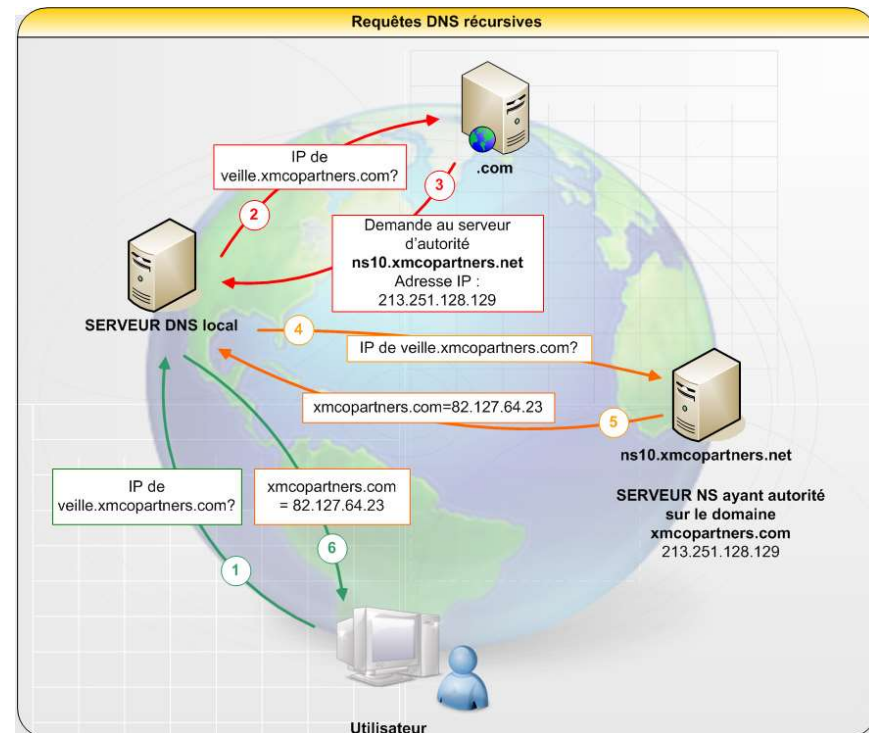 Requêtes DNS récursives
IP de
veille.xmcopartners.com?
.com
2
3
Demande au serveur
d'autorité
ns10.xmcopartners.net
Adresse IP :
213.251.128.129
SERVEUR DNS local
4
IP de veille.xmcopartners.com?
xmcopartners.com=82.127.64.23
5
ns10.xmcopartners.net
IP de
veille.xmcopartners.com?
xmcopartners.com
= 82.127.64.23
SERVEUR NS ayant autorité
sur le domaine
xmcopartners.com
213.251.128.129
6
1
Utilisateur